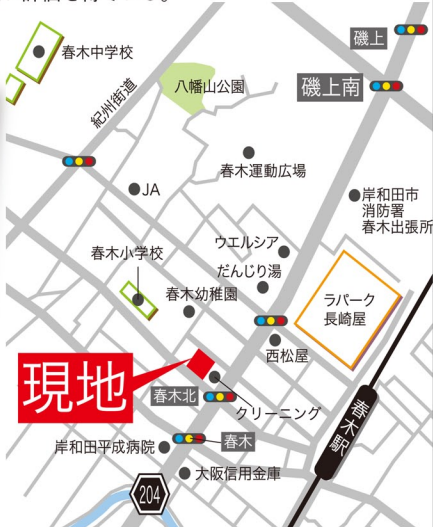 磯上
春木中学校
磯上南
八幡山公園
紀州街道
春木運動広場
JA
岸和田市
消防署
春木出張所
ウエルシア
春木小学校
だんじり湯
春木幼稚園
ラパーク
長崎屋
西松屋
現地
春木北
クリーニング
春木駅
春木
岸和田平成病院
大阪信用金庫
204